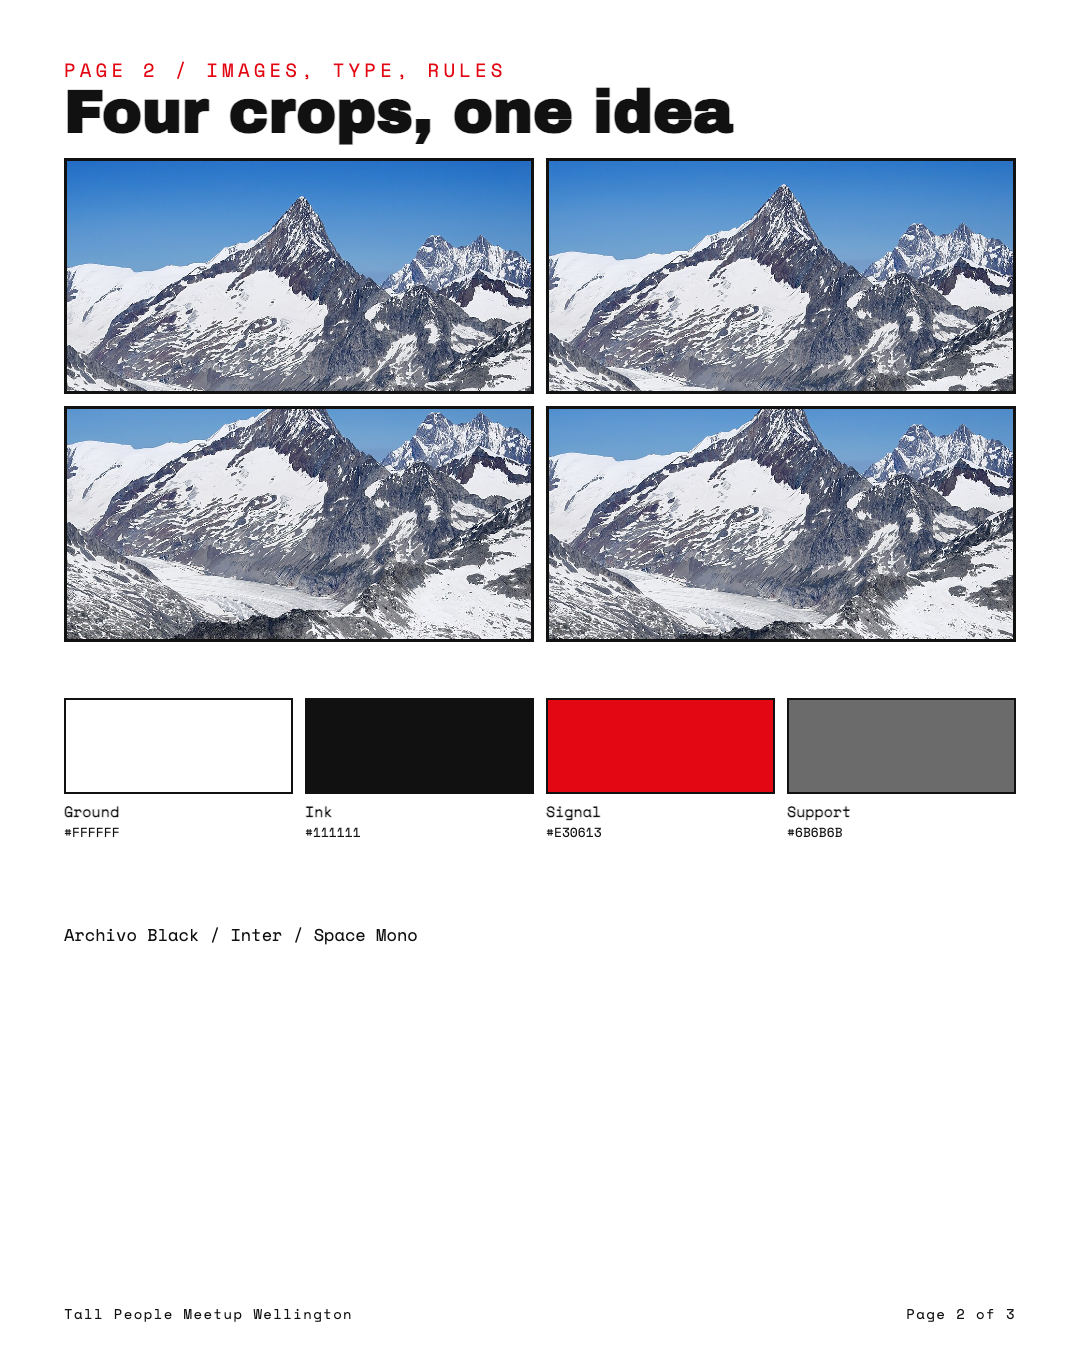 PAGE 2 / IMAGES, TYPE, RULES
Four crops, one idea
Ground
#FFFFFF
Ink
#111111
Signal
#E30613
Support
#6B6B6B
Archivo Black / Inter / Space Mono
Tall People Meetup Wellington
Page 2 of 3